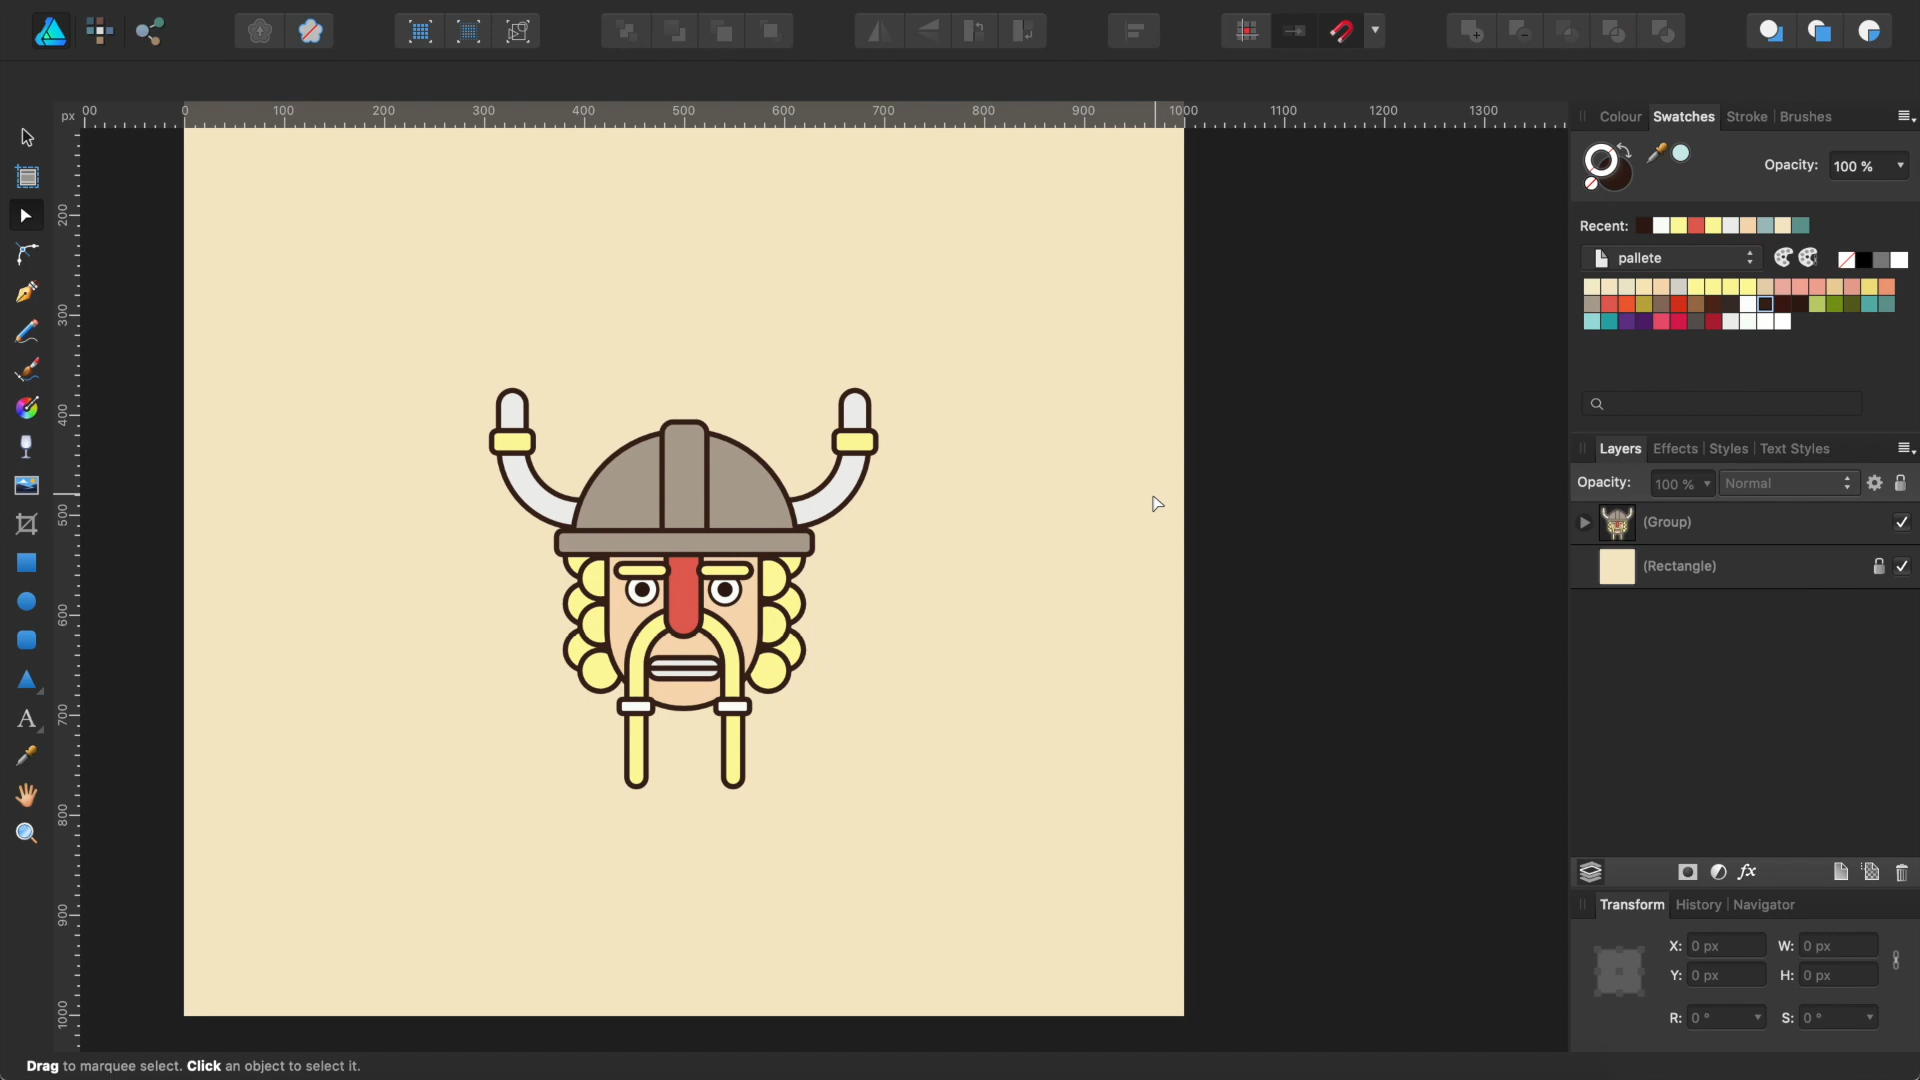 px 00 0 100 200 300 400 500 600 700 800 900 1000 1100 1200 1300
200
300
400
500
600
700
800
900
1000
Colour Swatches Stroke Brushes
Opacity: 100 %
Recent:
pallete
Layers Effects Styles Text Styles
Opacity: 100 % Normal
(Group)
(Rectangle)
fx
Transform History Navigator
X: 0 px W: 0 px
Y: 0 px H: 0 px
R: 0 ° S: 0 °
A
Drag to marquee select. Click an object to select it.